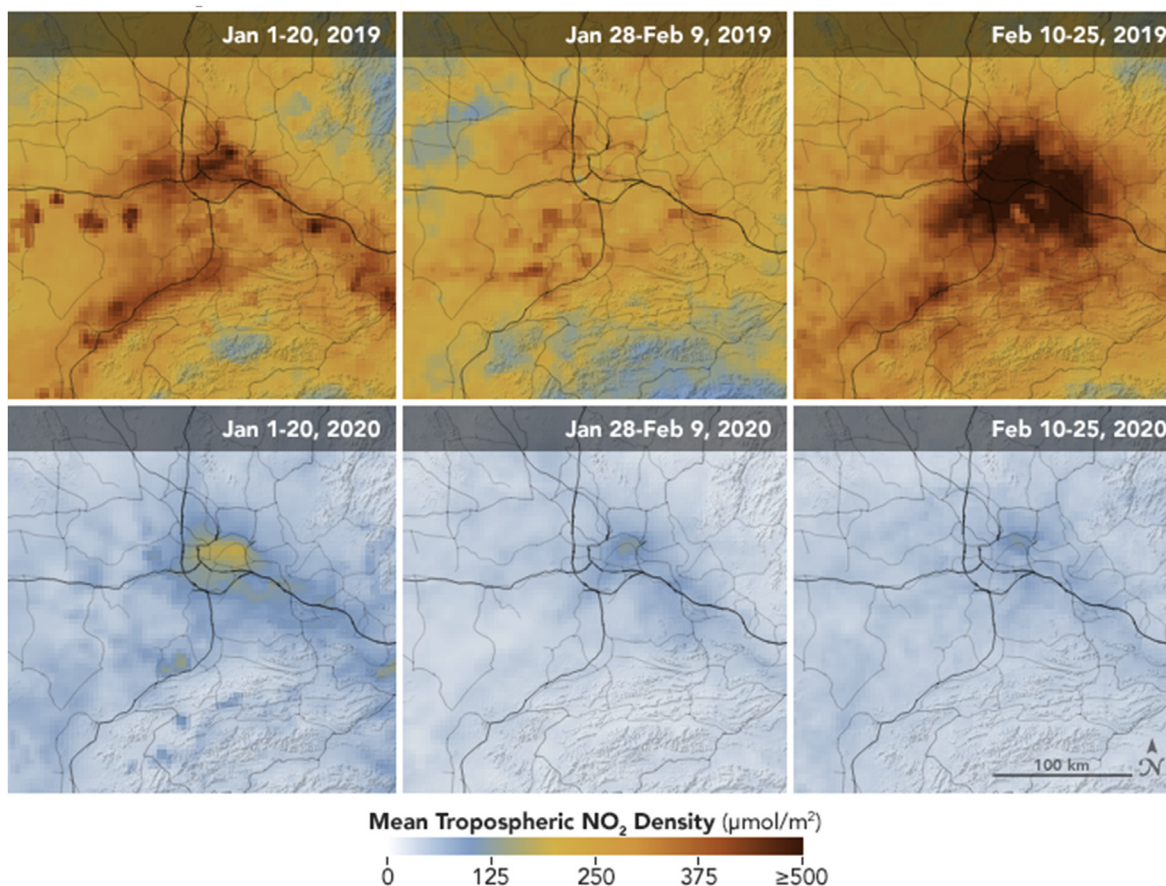 Jan 1-20, 2019
Jan 28-Feb 9, 2019
Feb 10-25, 2019
Jan 1-20, 2020
Jan 28-Feb 9, 2020
Feb 10-25, 2020
100 km
N
Mean Tropospheric NO₂ Density (µmol/m²)
0 125 250 375 ≥500